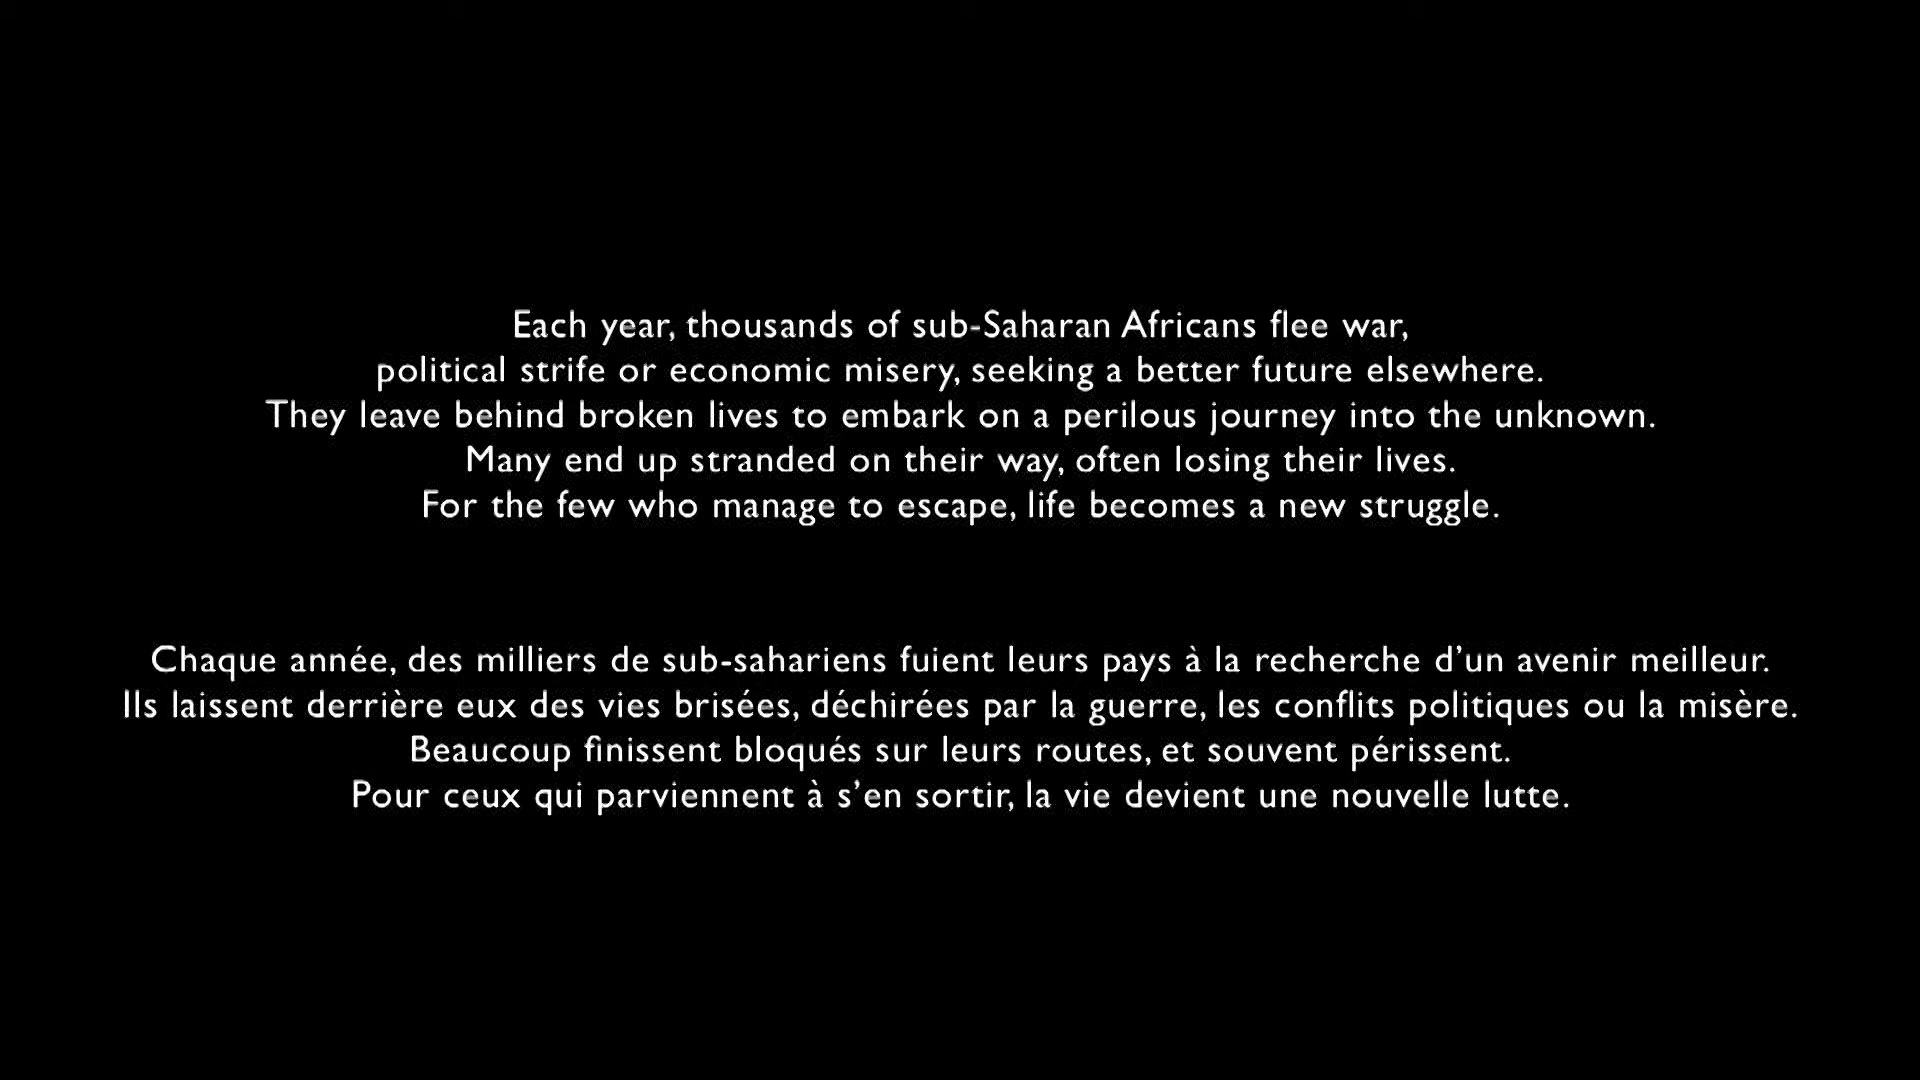 Each year, thousands of sub-Saharan Africans flee war,
political strife or economic misery, seeking a better future elsewhere.
They leave behind broken lives to embark on a perilous journey into the unknown.
Many end up stranded on their way, often losing their lives.
For the few who manage to escape, life becomes a new struggle.
Chaque année, des milliers de sub-sahariens fuient leurs pays à la recherche d'un avenir meilleur.
Ils laissent derrière eux des vies brisées, déchirées par la guerre, les conflits politiques ou la misère.
Beaucoup finissent bloqués sur leurs routes, et souvent périssent.
Pour ceux qui parviennent à s'en sortir, la vie devient une nouvelle lutte.